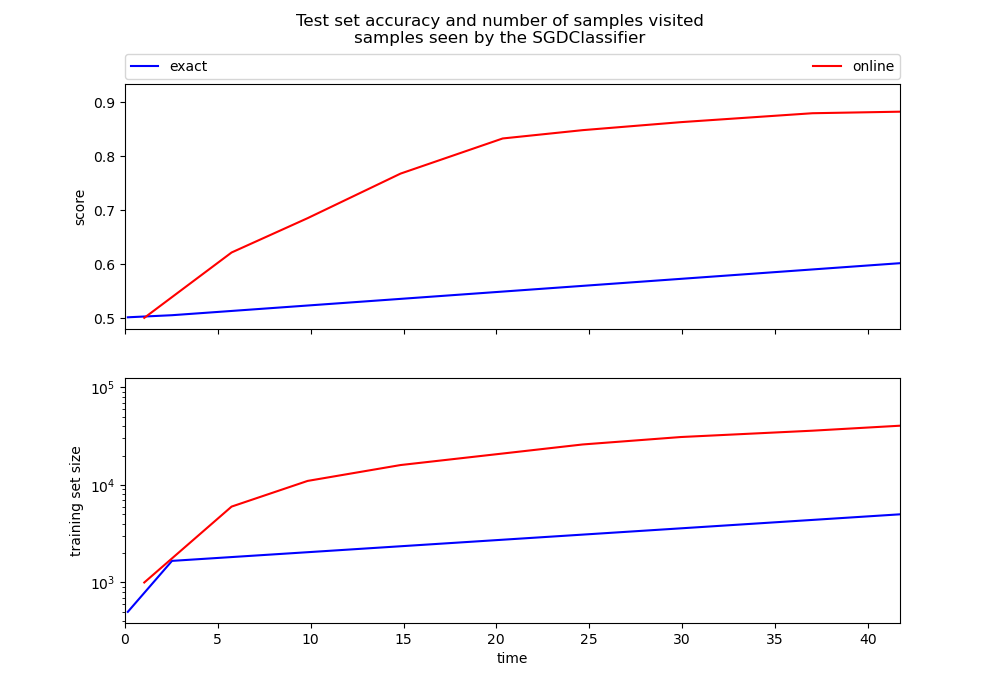 Test set accuracy and number of samples visited
samples seen by the SGDClassifier
exact online
0.9
0.8
0.7
0.6
0.5
score
10^5
10^4
10^3
training set size
0 5 10 15 20 25 30 35 40
time